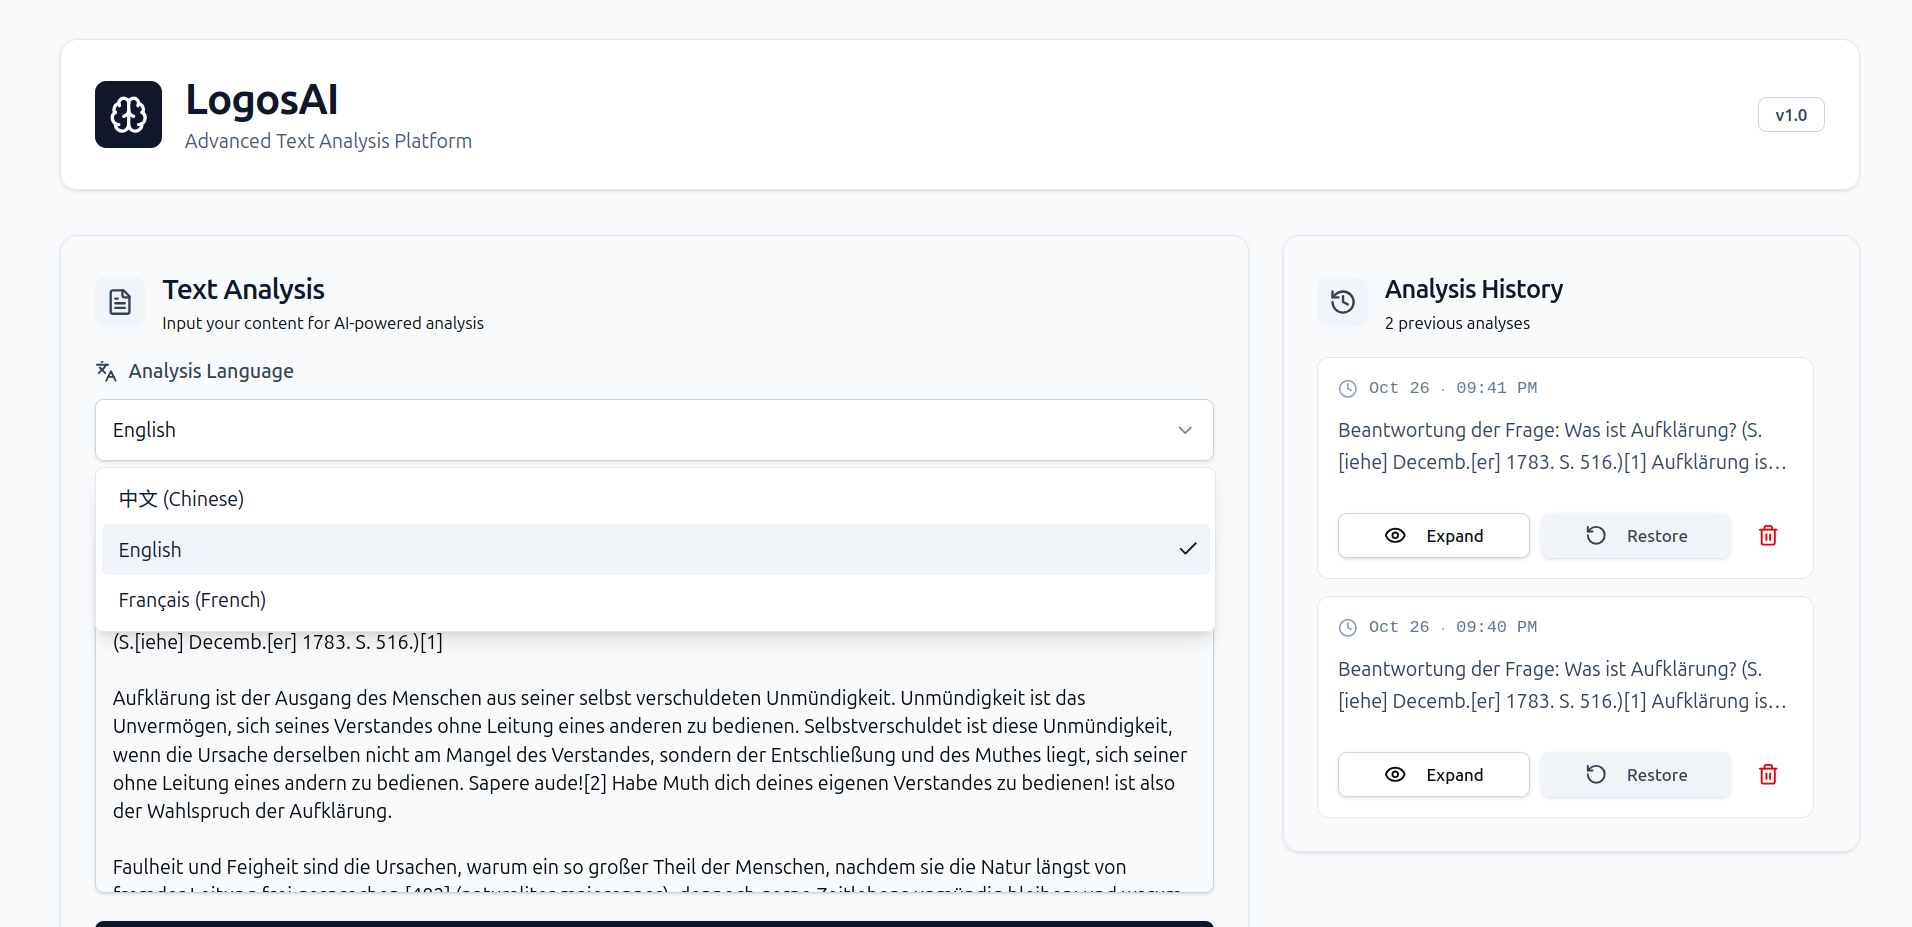 LogosAI
Advanced Text Analysis Platform
v1.0
Text Analysis
Input your content for AI-powered analysis
Analysis Language
English
中文 (Chinese)
English
Français (French)
(S.[iehe] Decemb.[er] 1783. S. 516.)[1]
Aufklärung ist der Ausgang des Menschen aus seiner selbst verschuldeten Unmündigkeit. Unmündigkeit ist das
Unvermögen, sich seines Verstandes ohne Leitung eines anderen zu bedienen. Selbstverschuldet ist diese Unmündigkeit,
wenn die Ursache derselben nicht am Mangel des Verstandes, sondern der Entschließung und des Muthes liegt, sich seiner
ohne Leitung eines andern zu bedienen. Sapere aude![2] Habe Muth dich deines eigenen Verstandes zu bedienen! ist also
der Wahlspruch der Aufklärung.
Faulheit und Feigheit sind die Ursachen, warum ein so großer Theil der Menschen, nachdem sie die Natur längst von
Analysis History
2 previous analyses
Oct 26 · 09:41 PM
Beantwortung der Frage: Was ist Aufklärung? (S.
[iehe] Decemb.[er] 1783. S. 516.)[1] Aufklärung is…
Expand
Restore
Oct 26 · 09:40 PM
Beantwortung der Frage: Was ist Aufklärung? (S.
[iehe] Decemb.[er] 1783. S. 516.)[1] Aufklärung is…
Expand
Restore